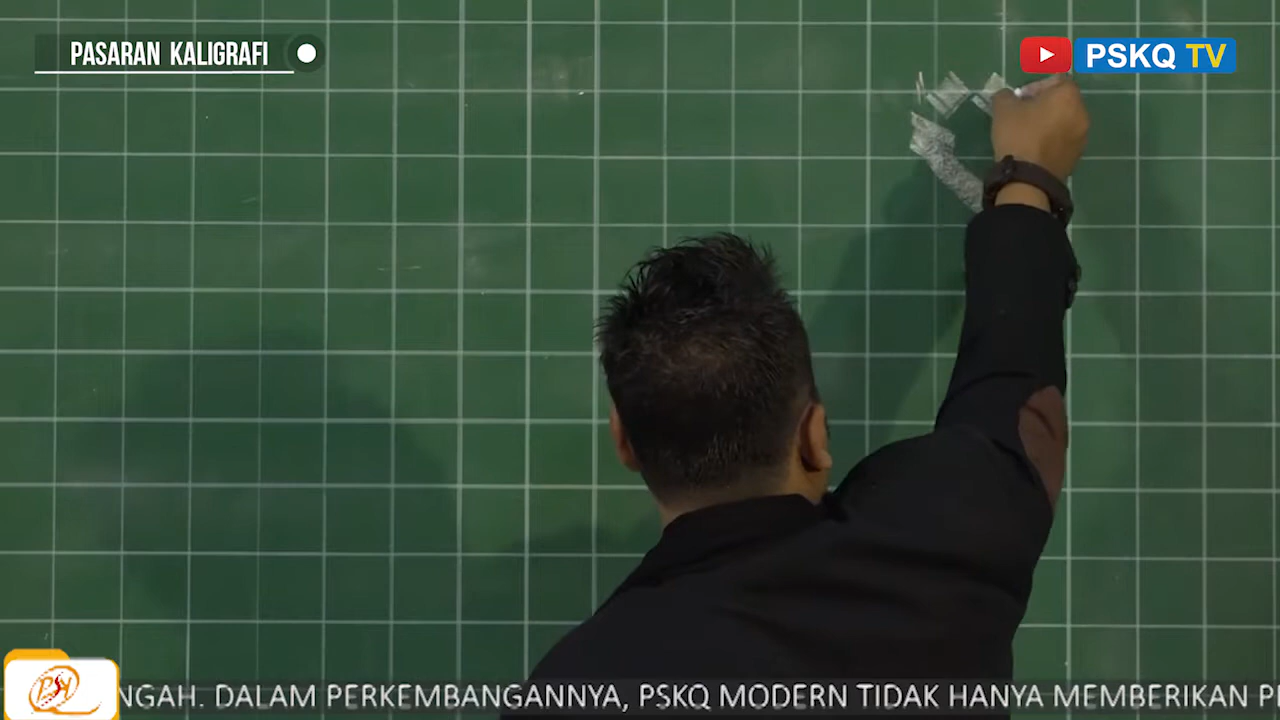 PASARAN KALIGRAFI
PSKQ TV
NGAH. DALAM PERKEMBANGANNYA, PSKQ MODERN TIDAK HANYA MEMBERIKAN P